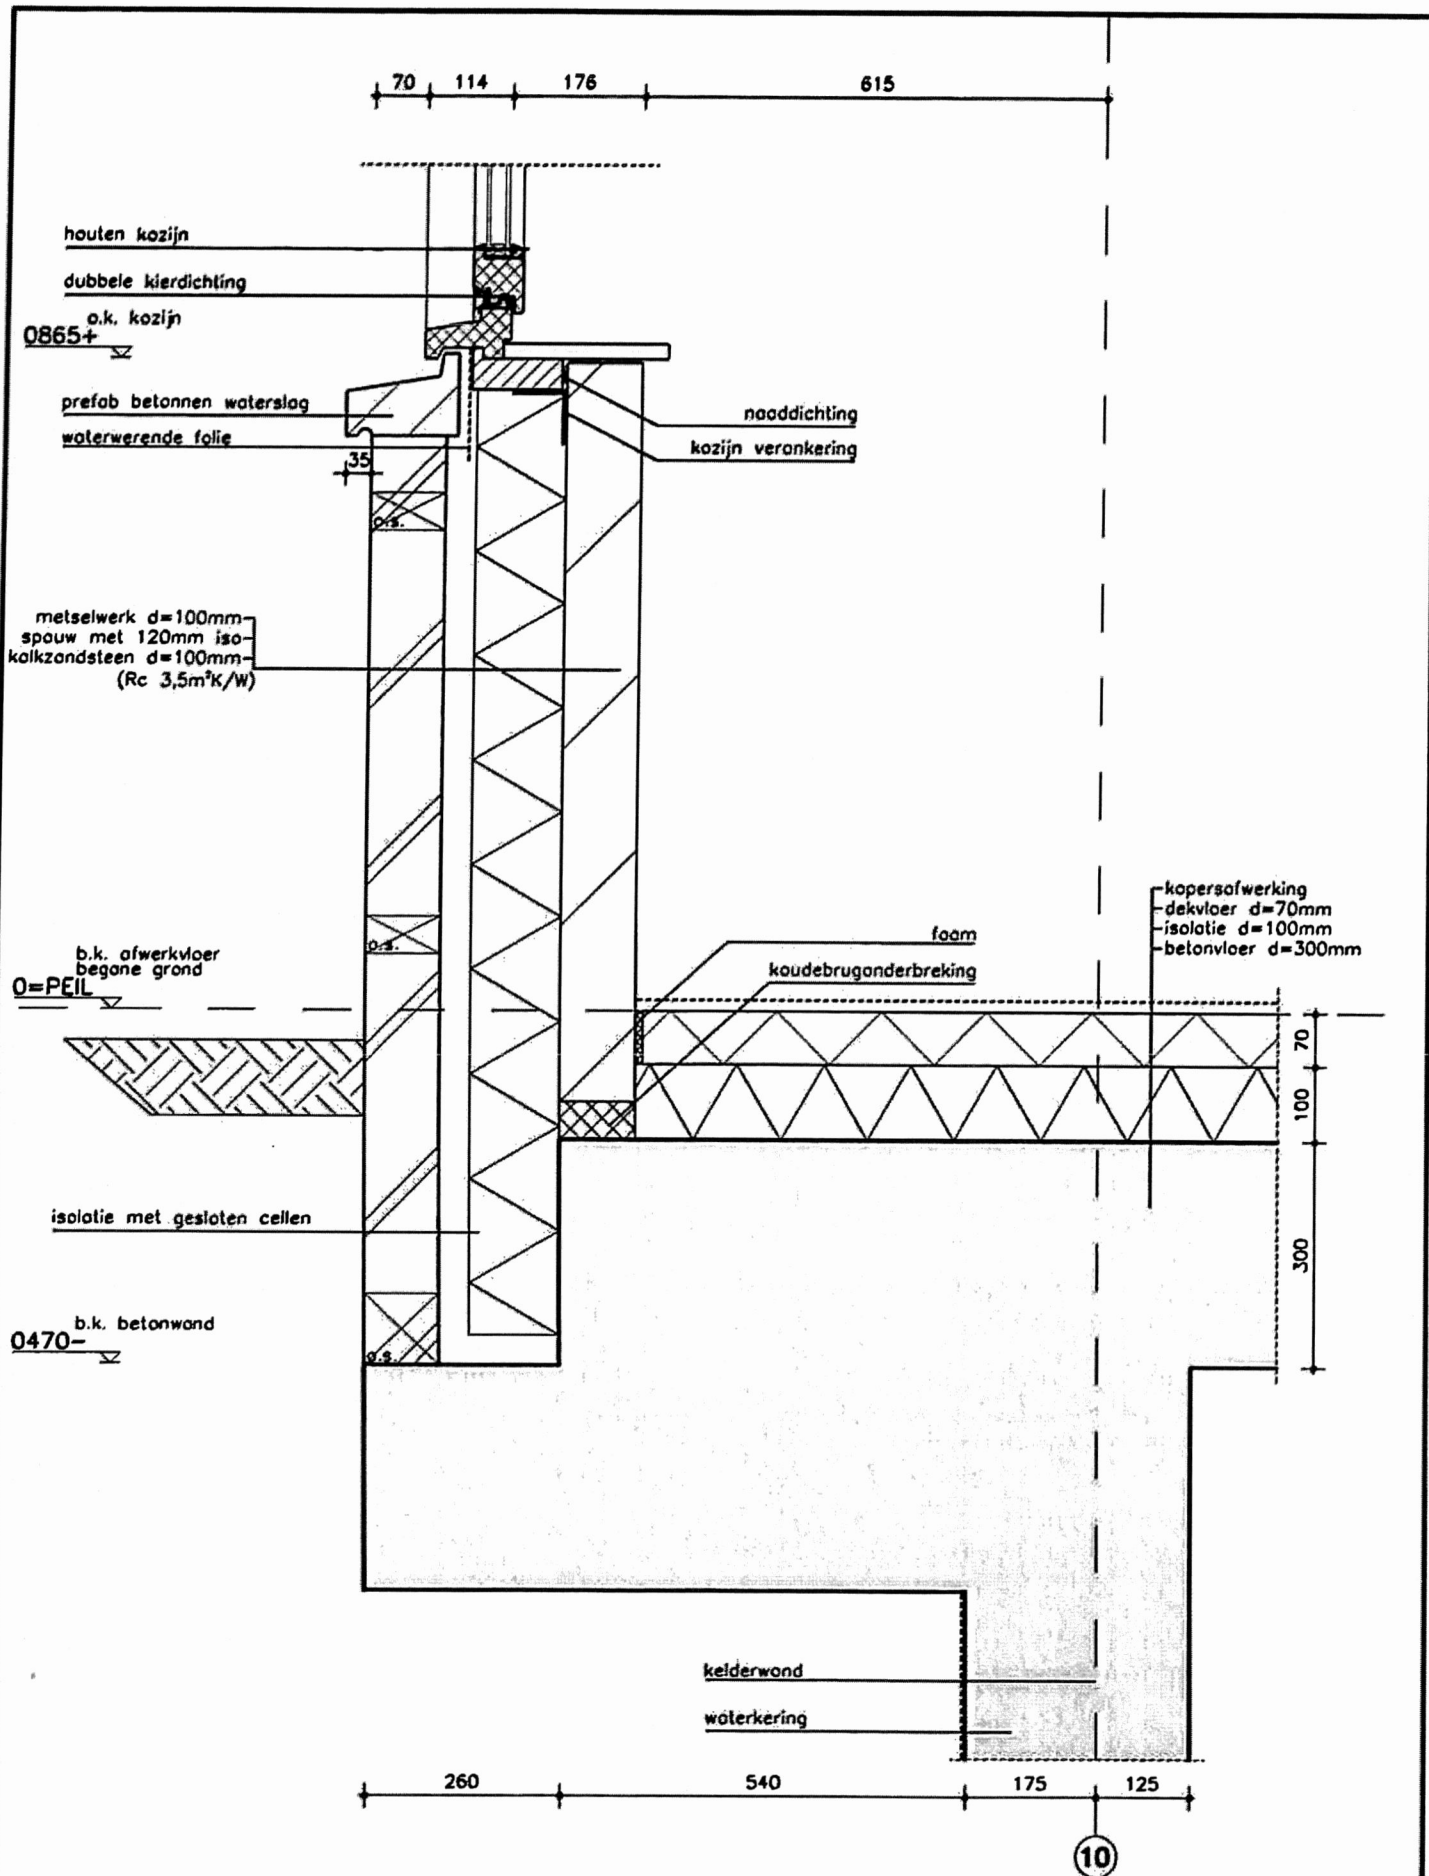 70 114 176 615
houten kozijn
dubbele kierdichting
o.k. kozijn
0865+
prefab betonnen waterslag
waterwerende folie
35
naaddichting
kozijn verankering
o.s.
metselwerk d=100mm
spouw met 120mm iso
kalkzandsteen d=100mm
(Rc 3,5m²K/W)
kopersafwerking
dekvloer d=70mm
isolatie d=100mm
betonvloer d=300mm
foam
koudebrugonderbreking
o.s.
b.k. afwerkvloer
begane grond
0=PEIL
70
100
300
isolatie met gesloten cellen
b.k. betonwand
0470-
o.s.
kelderwand
waterkering
260 540 175 125
10